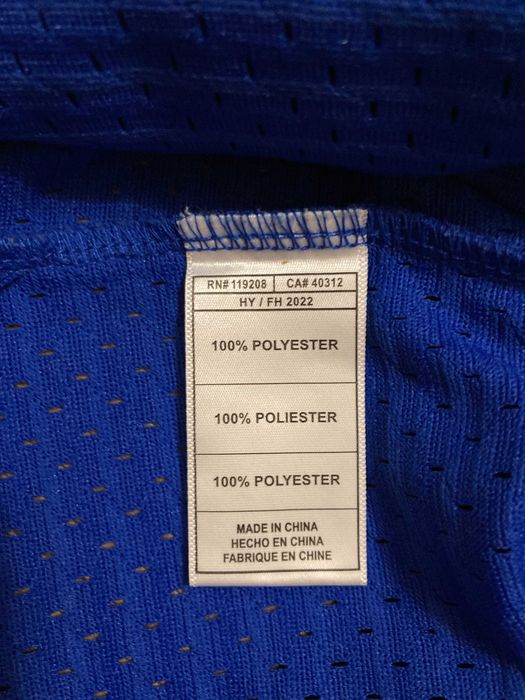 RN# 119208 CA# 40312
HY / FH 2022
100% POLYESTER
100% POLIESTER
100% POLYESTER
MADE IN CHINA
HECHO EN CHINA
FABRIQUE EN CHINE